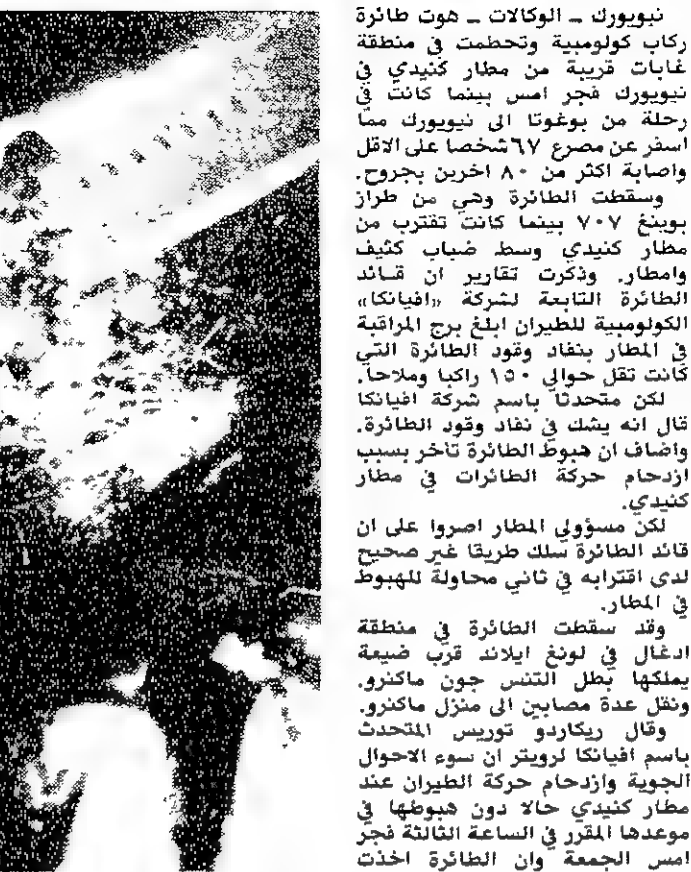 نيويورك ـ الوكالات ـ هوت طائرة
ركاب كولومبية وتحطمت في منطقة
غابات قريبة من مطار كنيدي في
نيويورك فجر امس بينما كانت في
رحلة من بوغوتا الى نيويورك مما
اسفر عن مصرع ٦٧ شخصا على الاقل
واصابة اكثر من ٨٠ اخرين بجروح.
وسقطت الطائرة وهي من طراز
بوينغ ٧٠٧ بينما كانت تقترب من
مطار كنيدي وسط ضباب كثيف
وامطار. وذكرت تقارير ان قائد
الطائرة التابعة لشركة «افيانكا»
الكولومبية للطيران ابلغ برج المراقبة
في المطار بنفاد وقود الطائرة التي
كانت تقل حوالي ١٥٠ راكبا وملاحا.
لكن متحدثا باسم شركة افيانكا
قال انه يشك في نفاد وقود الطائرة.
واضاف ان هبوط الطائرة تاخر بسبب
ازدحام حركة الطائرات في مطار
كنيدي.
لكن مسؤولي المطار اصروا على ان
قائد الطائرة سلك طريقا غير صحيح
لدى اقترابه في ثاني محاولة للهبوط
في المطار.
وقد سقطت الطائرة في منطقة
ادغال في لونغ ايلاند قرب ضيعة
يملكها بطل التنس جون ماكنرو.
ونقل عدة مصابين الى منزل ماكنرو.
وقال ريكاردو توريس المتحدث
باسم افيانكا لرويتر ان سوء الاحوال
الجوية وازدحام حركة الطيران عند
مطار كنيدي حالا دون هبوطها في
موعدها المقرر في الساعة الثالثة فجر
امس الجمعة وان الطائرة اخذت